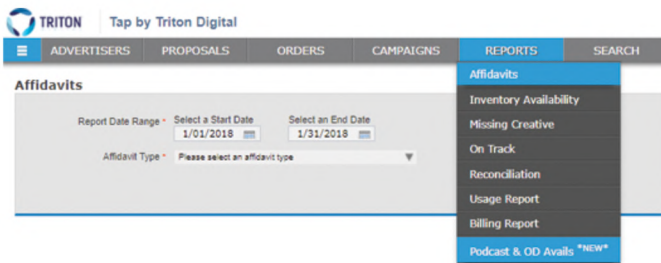 TRITON Tap by Triton Digital
ADVERTISERS PROPOSALS ORDERS CAMPAIGNS REPORTS SEARCH
Affidavits
Report Date Range * Select a Start Date Select an End Date
1/01/2018 1/31/2018
Affidavit Type * Please select an affidavit type
Affidavits
Inventory Availability
Missing Creative
On Track
Reconciliation
Usage Report
Billing Report
Podcast & OD Avails *NEW*